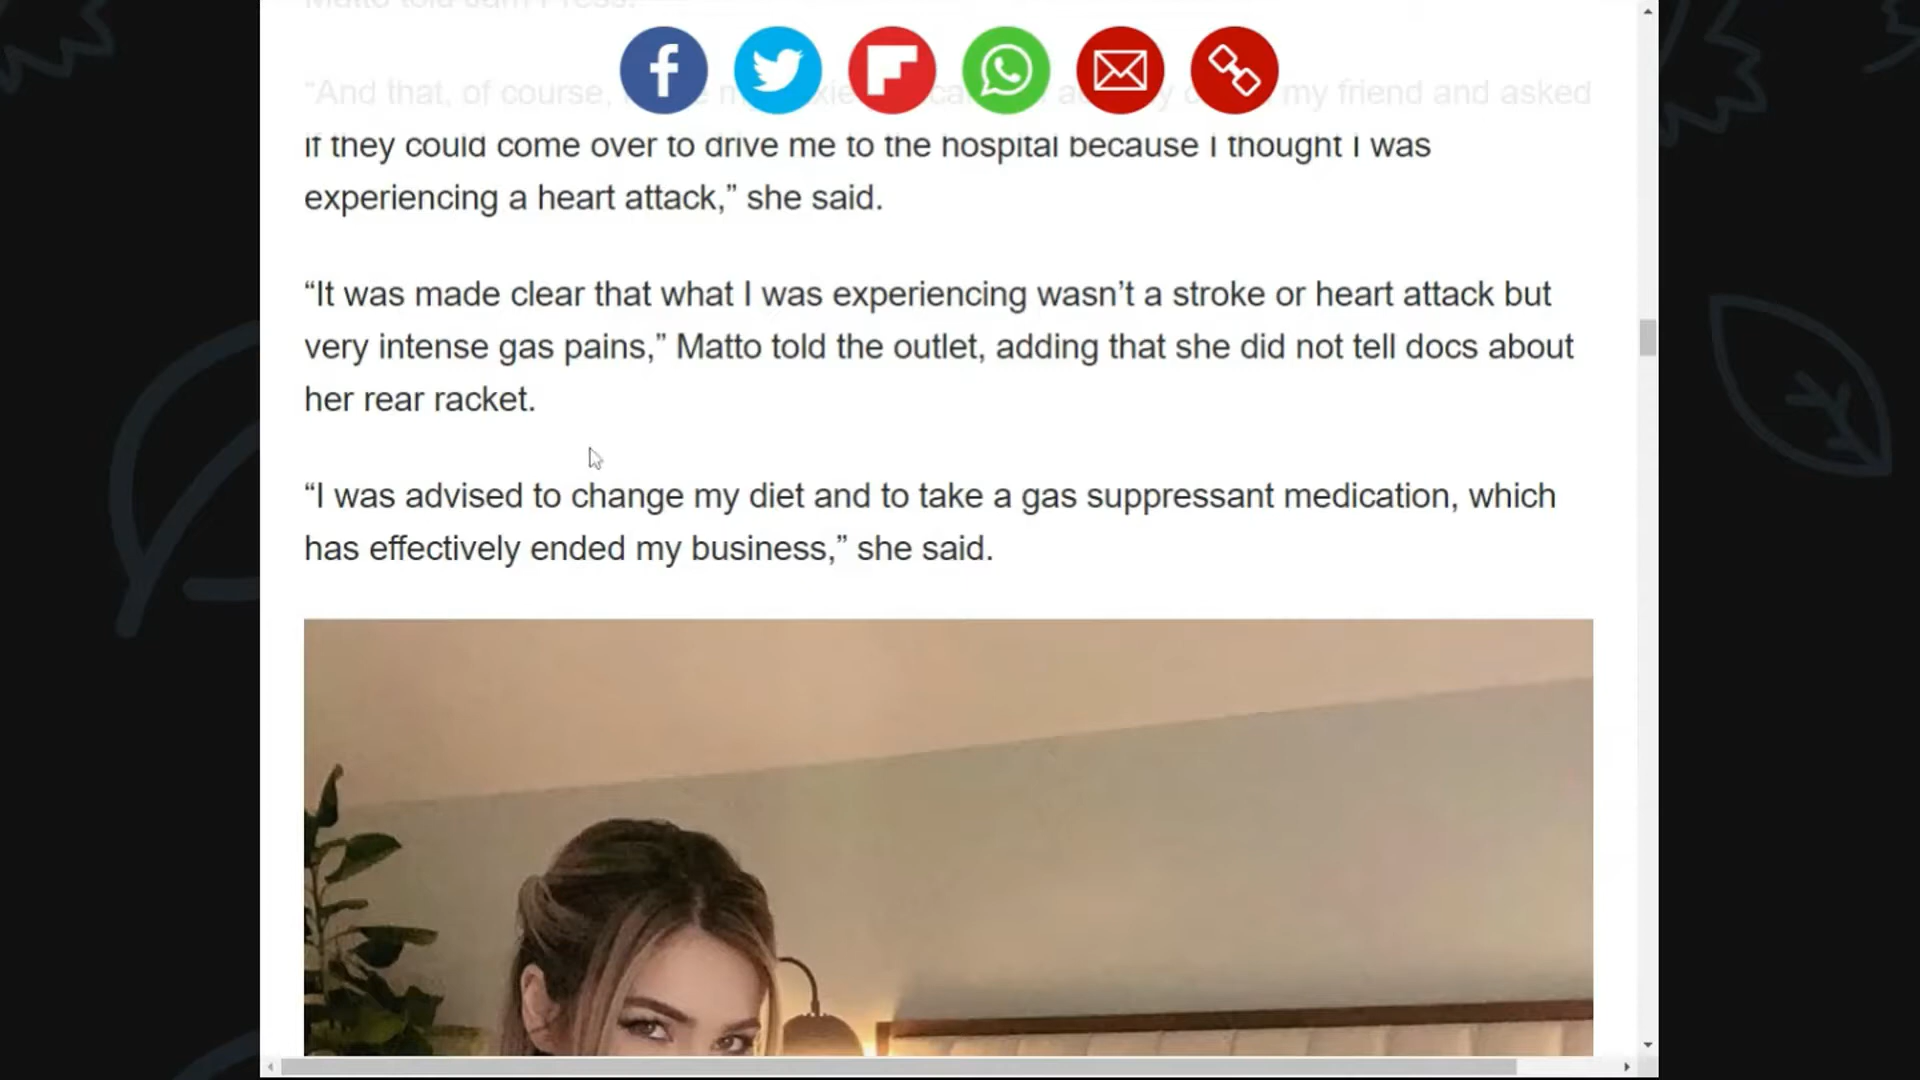 “And that, of course, my friend and asked
if they could come over to drive me to the hospital because I thought I was
experiencing a heart attack,” she said.
“It was made clear that what I was experiencing wasn’t a stroke or heart attack but
very intense gas pains,” Matto told the outlet, adding that she did not tell docs about
her rear racket.
“I was advised to change my diet and to take a gas suppressant medication, which
has effectively ended my business,” she said.